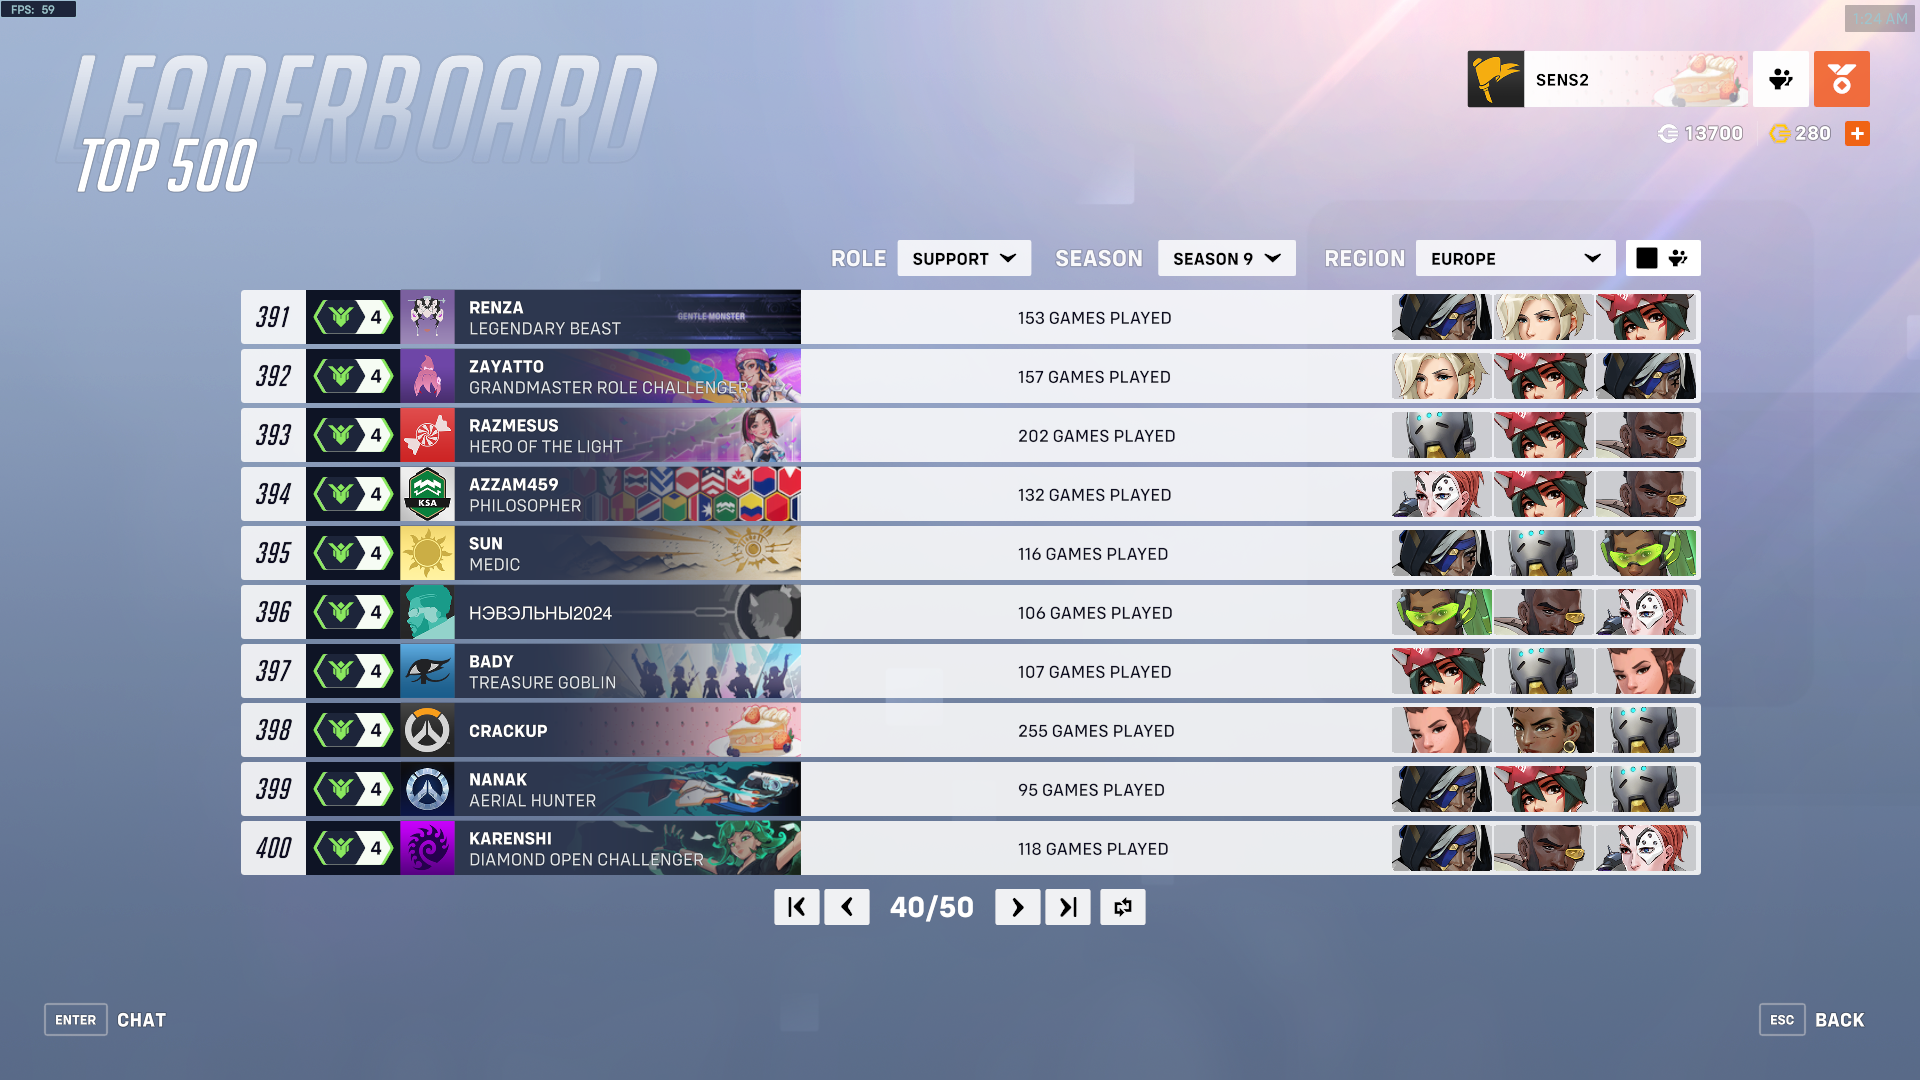 FPS: 59
1:24 AM
LEADERBOARD
TOP 500
SENS2
13700
280
ROLE SUPPORT SEASON SEASON 9 REGION EUROPE
391 4 RENZA
LEGENDARY BEAST
GENTLE MONSTER
153 GAMES PLAYED
392 4 ZAYATTO
GRANDMASTER ROLE CHALLENGER
157 GAMES PLAYED
393 4 RAZMESUS
HERO OF THE LIGHT
202 GAMES PLAYED
394 4 KSA AZZAM459
PHILOSOPHER
132 GAMES PLAYED
395 4 SUN
MEDIC
116 GAMES PLAYED
396 4 НЭВЭЛЬНЫ2024
106 GAMES PLAYED
397 4 BADY
TREASURE GOBLIN
107 GAMES PLAYED
398 4 CRACKUP
255 GAMES PLAYED
399 4 NANAK
AERIAL HUNTER
95 GAMES PLAYED
400 4 KARENSHI
DIAMOND OPEN CHALLENGER
118 GAMES PLAYED
40/50
ENTER CHAT
ESC BACK